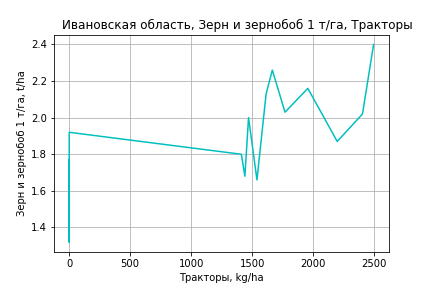 Ивановская область, Зерн и зернобоб 1 т/га, Тракторы
2.4
2.2
2.0
1.8
1.6
1.4
Зерн и зернобоб 1 т/га, t/ha
0 500 1000 1500 2000 2500
Тракторы, kg/ha